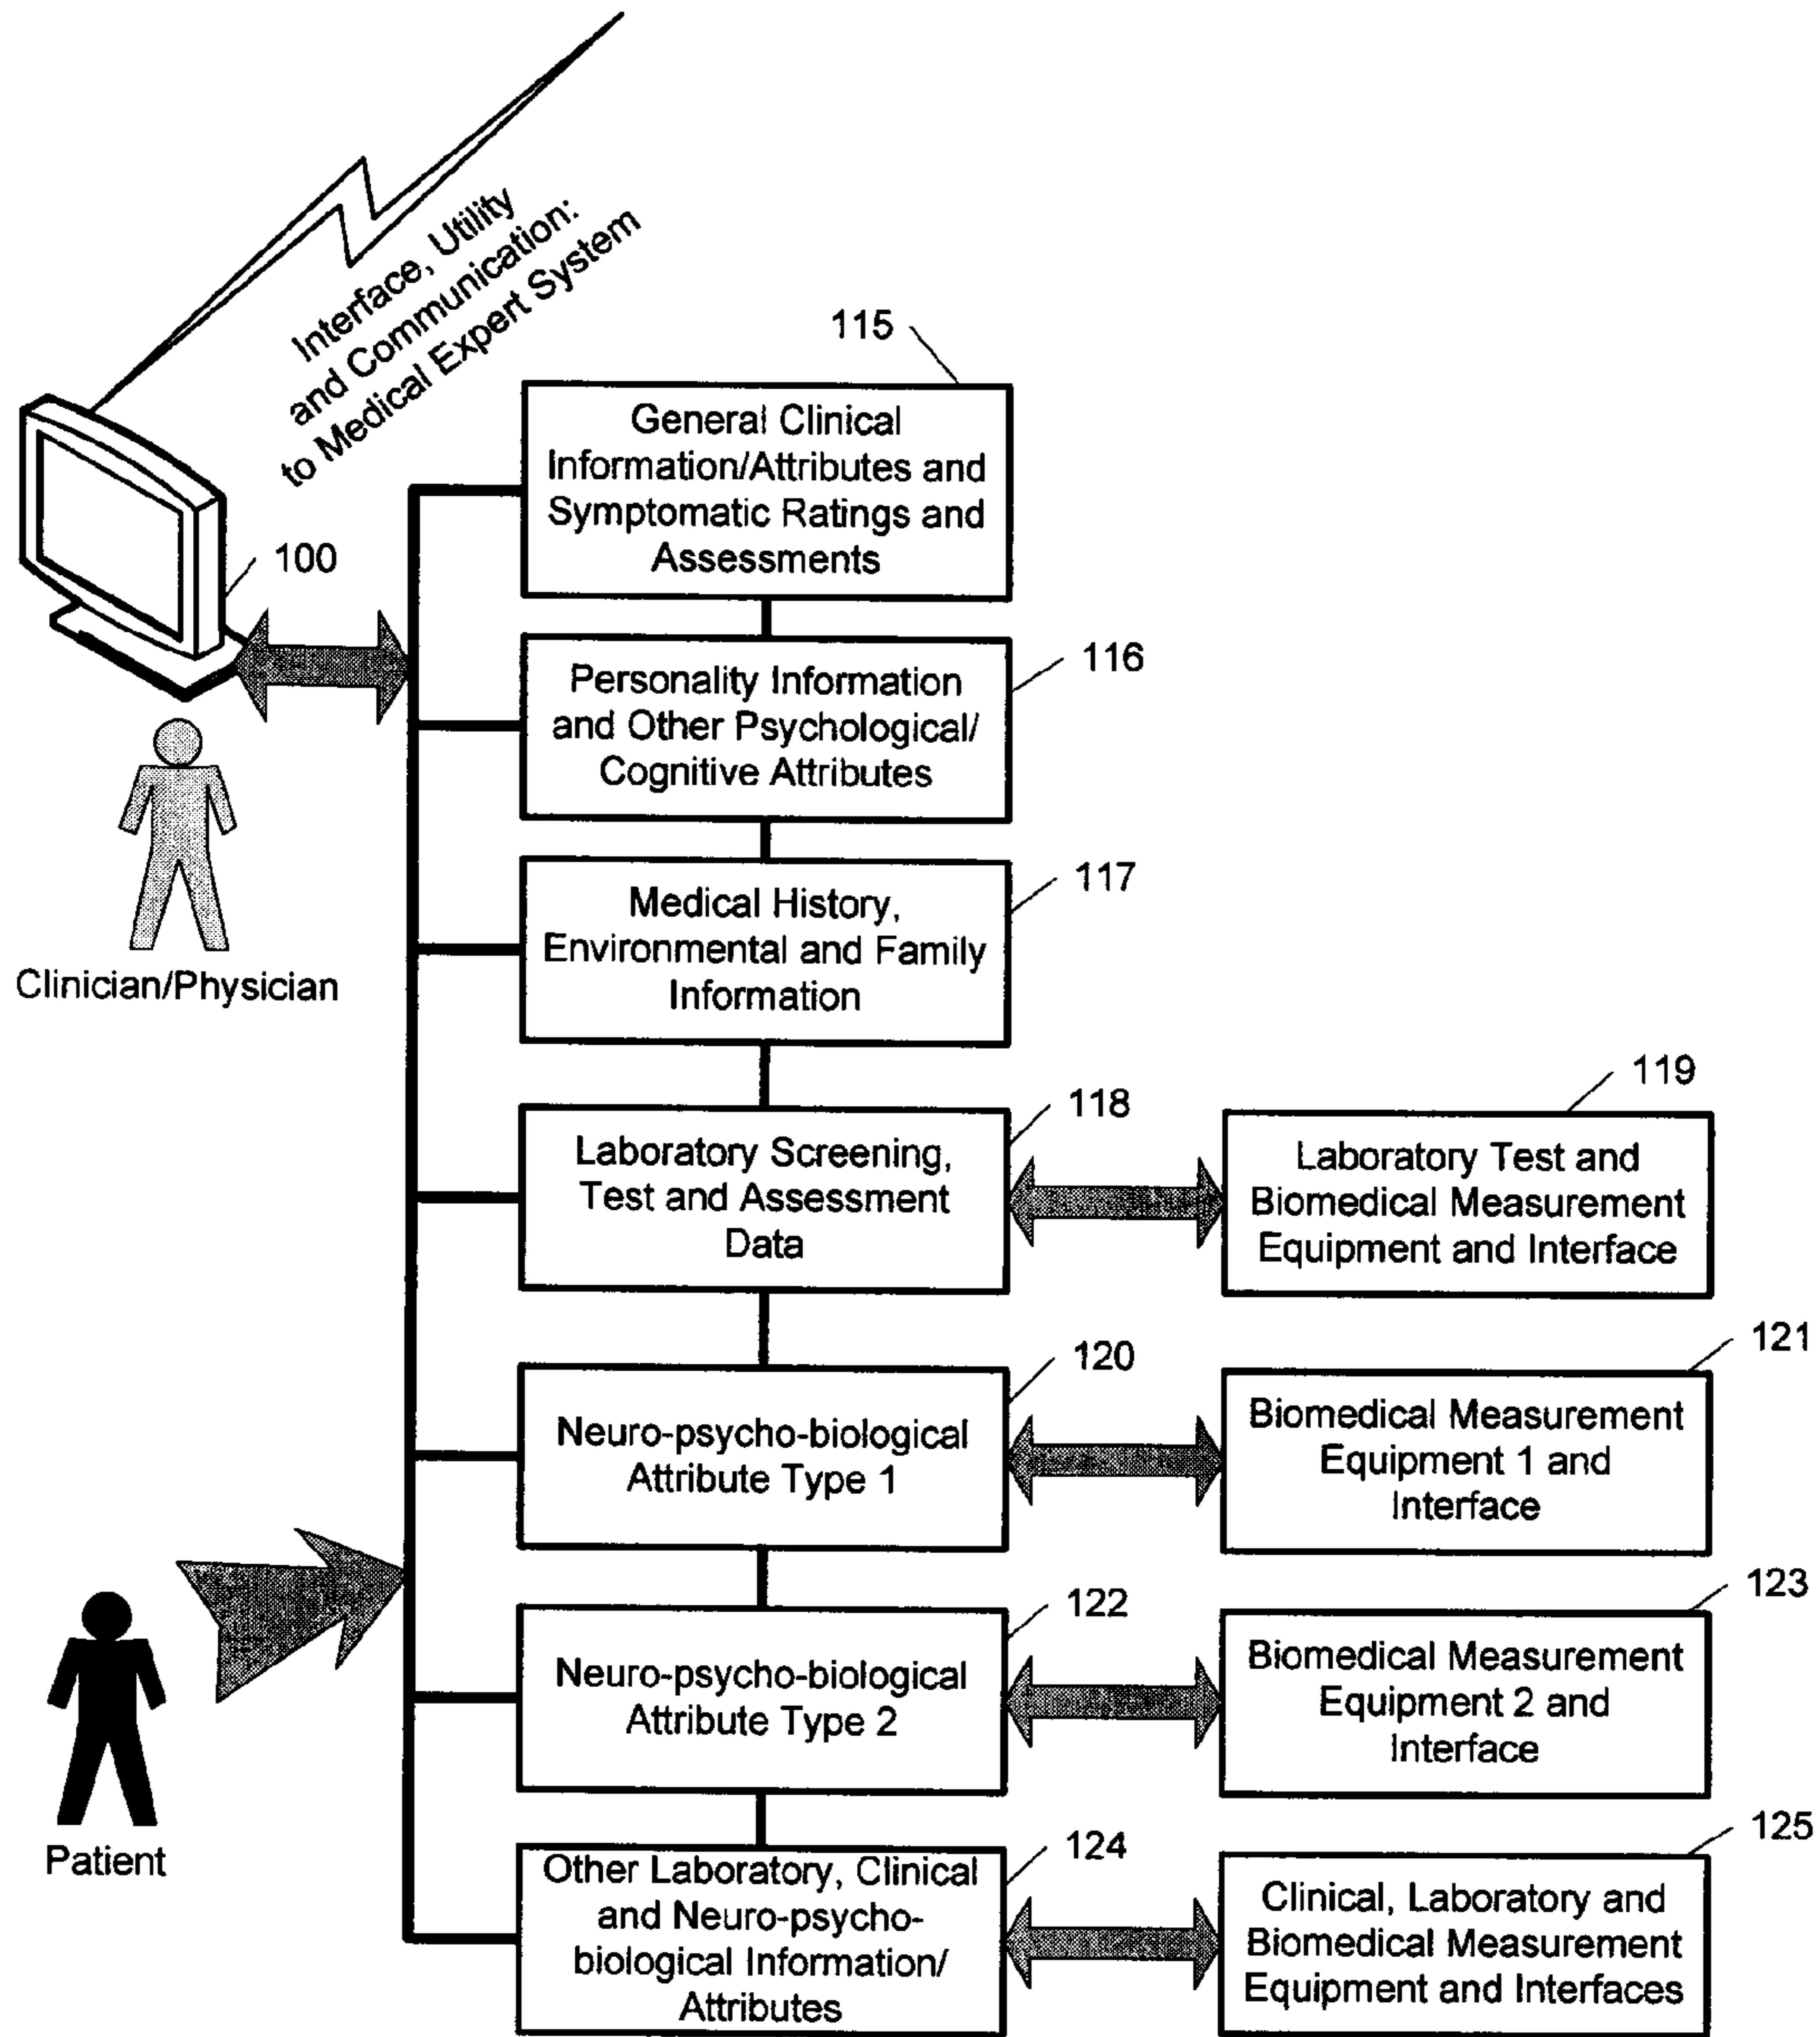 Interface, Utility
and Communication:
to Medical Expert System
115
General Clinical
Information/Attributes and
Symptomatic Ratings and
Assessments
100
116
Personality Information
and Other Psychological/
Cognitive Attributes
117
Medical History,
Environmental and Family
Information
Clinician/Physician
118
Laboratory Screening,
Test and Assessment
Data
119
Laboratory Test and
Biomedical Measurement
Equipment and Interface
120
Neuro-psycho-biological
Attribute Type 1
121
Biomedical Measurement
Equipment 1 and
Interface
122
Neuro-psycho-biological
Attribute Type 2
123
Biomedical Measurement
Equipment 2 and
Interface
Patient
124
Other Laboratory, Clinical
and Neuro-psycho-
biological Information/
Attributes
125
Clinical, Laboratory and
Biomedical Measurement
Equipment and Interfaces